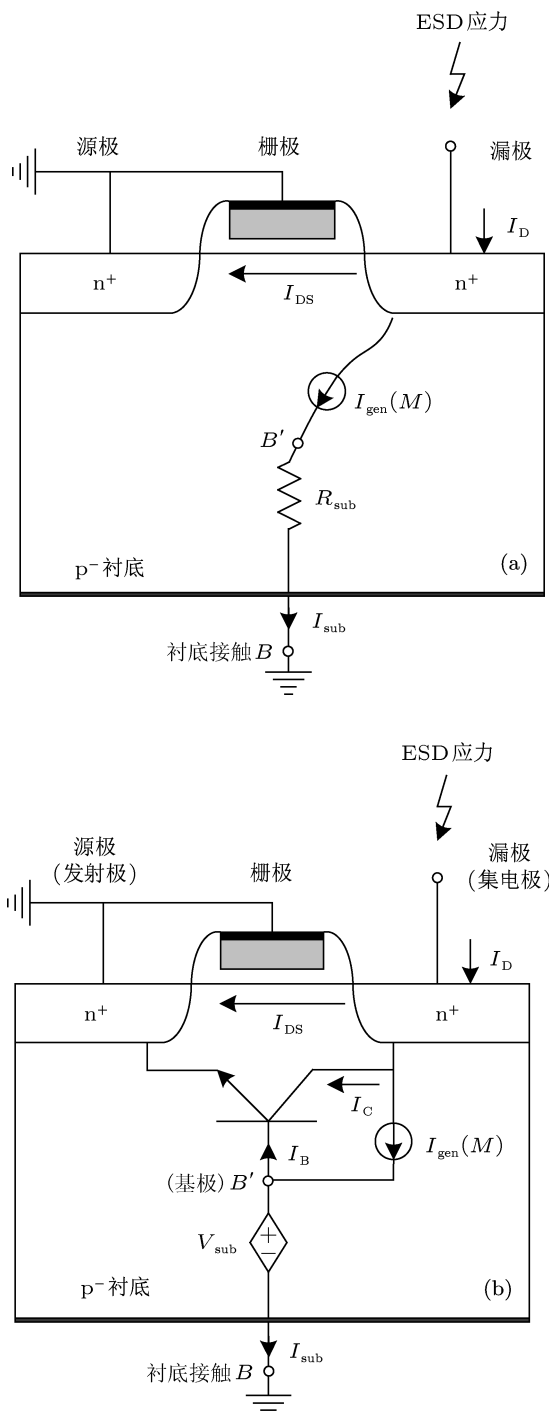 ESD应力
源极 栅极 漏极
I_D
n⁺ n⁺
I_DS
I_gen(M)
B′
R_sub
p⁻衬底 (a)
I_sub
衬底接触 B
ESD应力
源极 漏极
(发射极) 栅极 (集电极)
I_D
n⁺ n⁺
I_DS
I_C
I_B I_gen(M)
(基极) B′
V_sub
+
−
p⁻衬底 (b)
I_sub
衬底接触 B